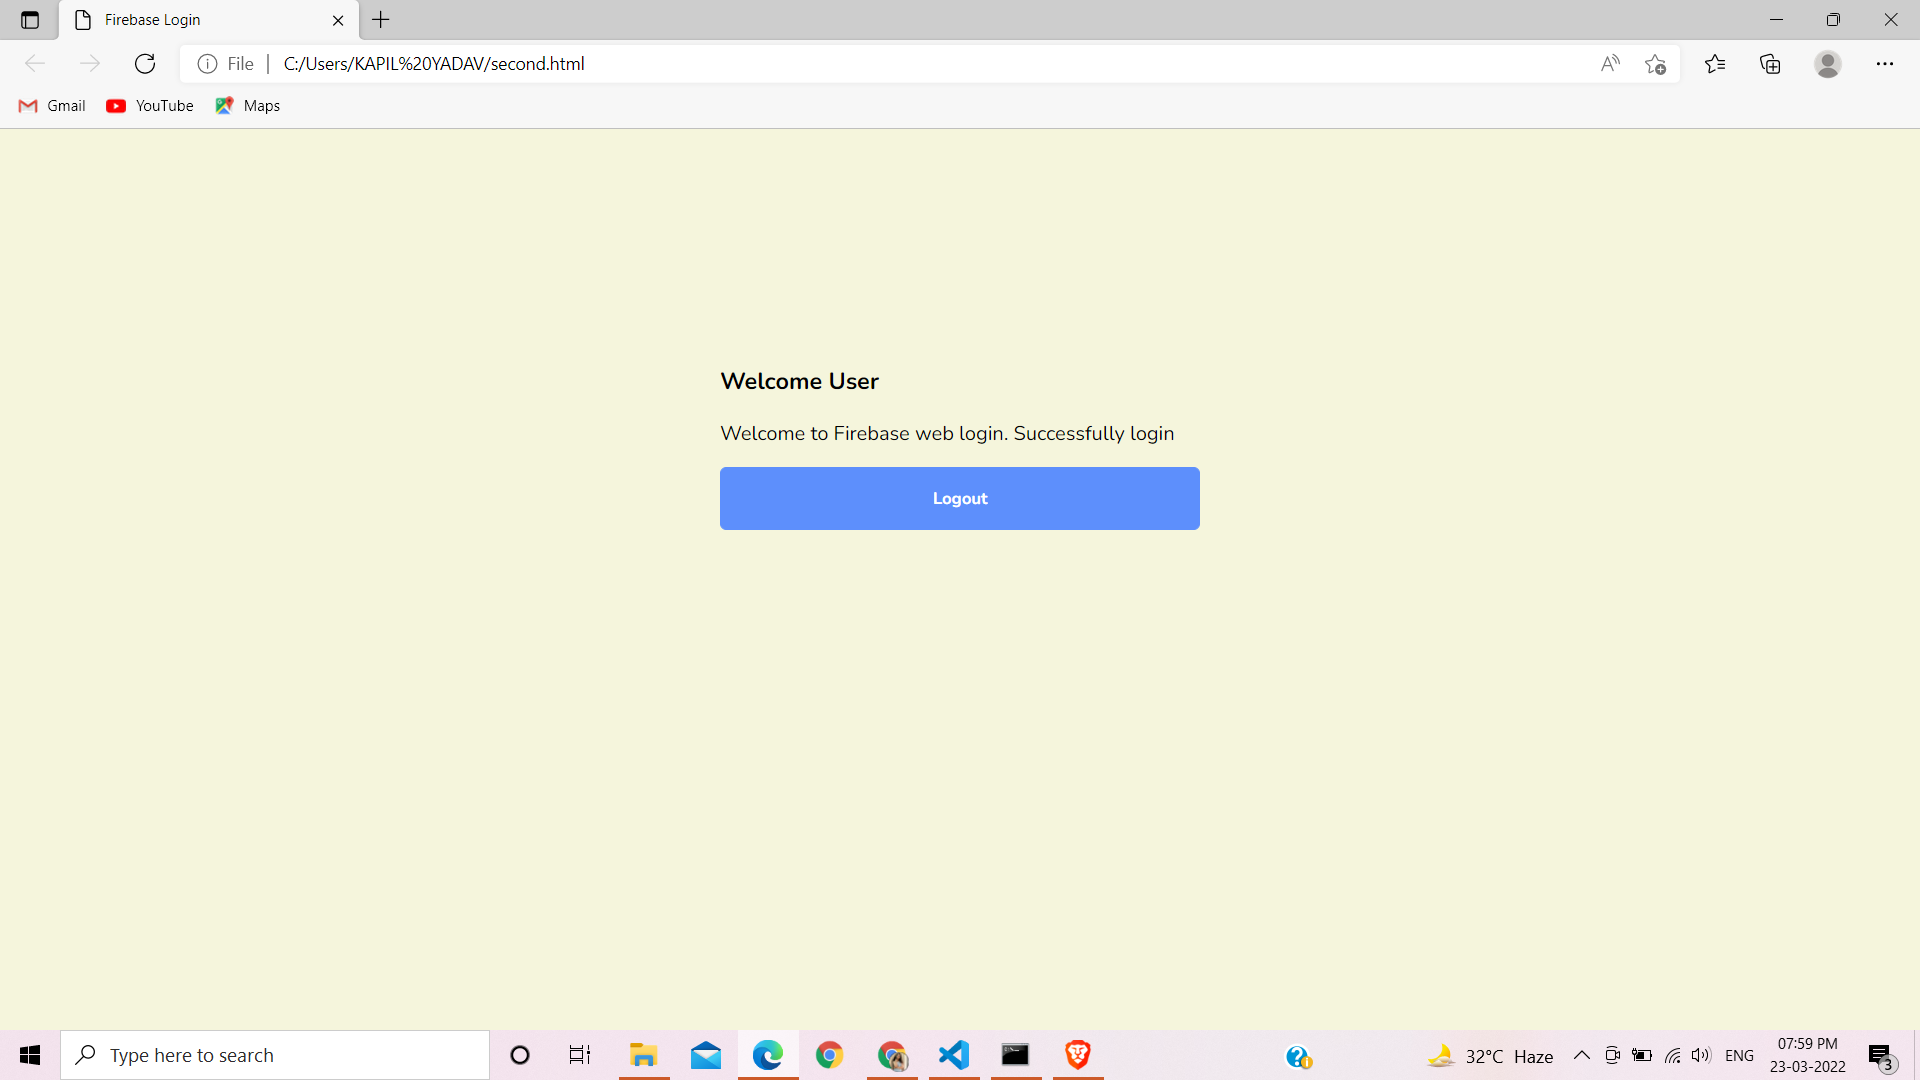 Firebase Login
File
C:/Users/KAPIL%20YADAV/second.html
Gmail
YouTube
Maps
Welcome User
Welcome to Firebase web login. Successfully login
Logout
Type here to search
32°C Haze
ENG
07:59 PM
23-03-2022
3